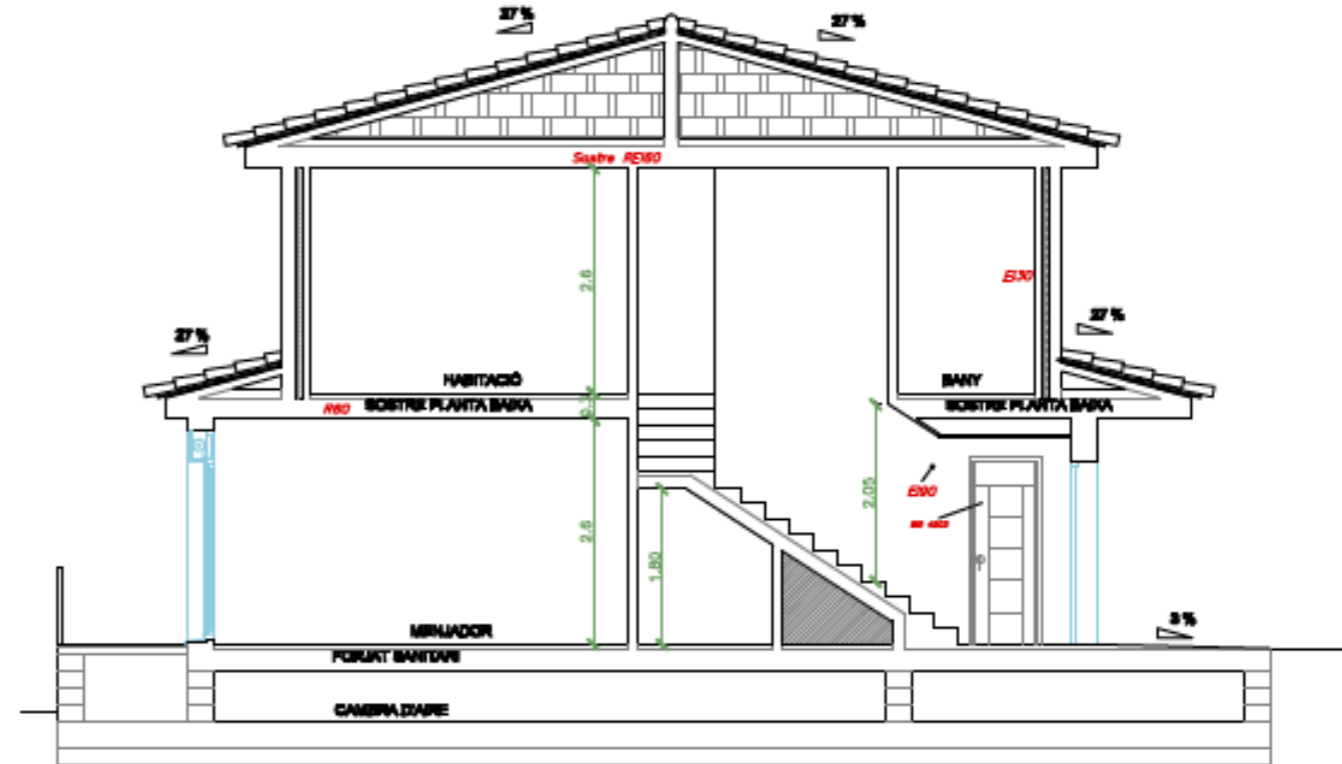 27 %
27 %
Sostre REI60
2.6
EI30
27 %
27 %
HABITACIÓ
BANY
R60
SOSTRE PLANTA BAIXA
SOSTRE PLANTA BAIXA
2.05
EI90
2.6
1.80
MENJADOR
3 %
FORJAT SANITARI
CAMBRA D'AIRE